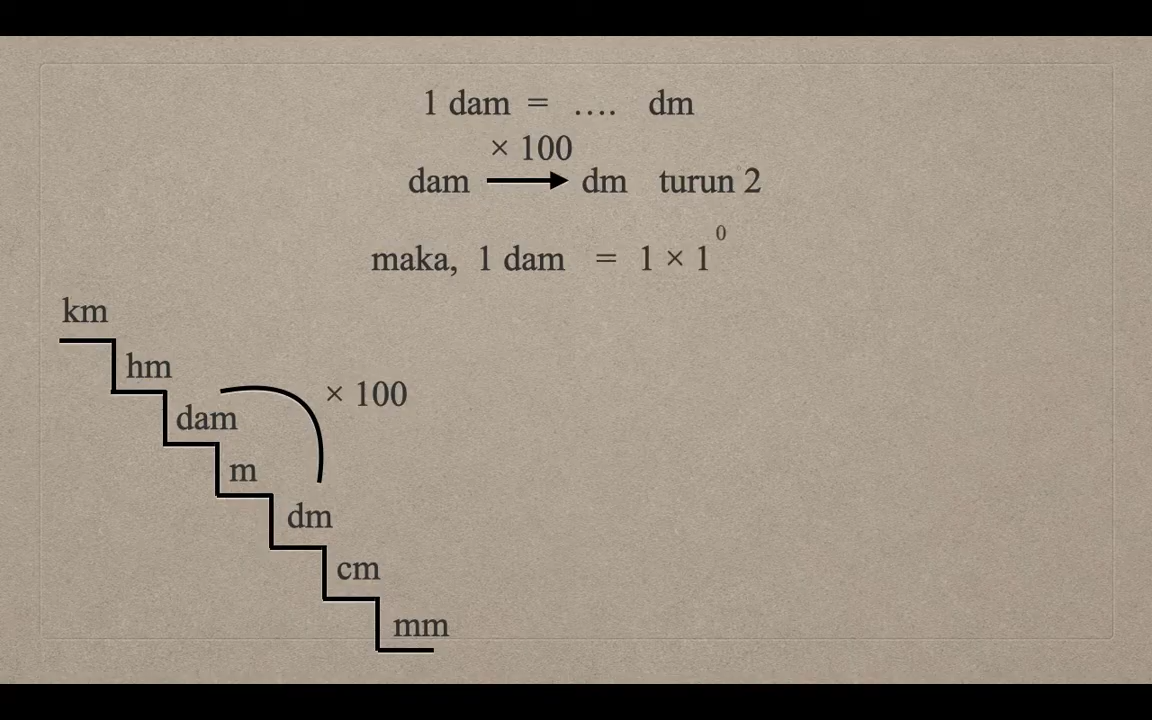 1 dam = .... dm
× 100
dam → dm turun 2
maka, 1 dam = 1 × 1⁰
km
hm
dam
× 100
m
dm
cm
mm